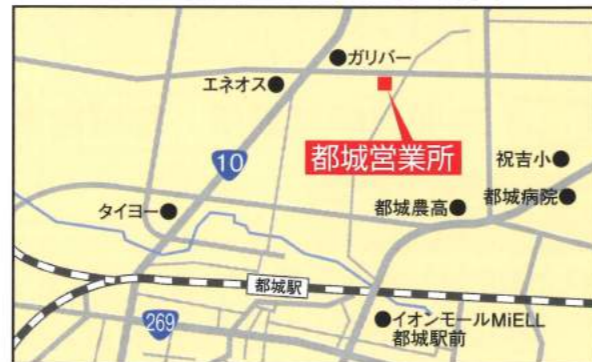 ガリバー
エネオス
都城営業所
10
祝吉小
都城病院
タイヨー
都城農高
都城駅
269
イオンモールMiELL
都城駅前